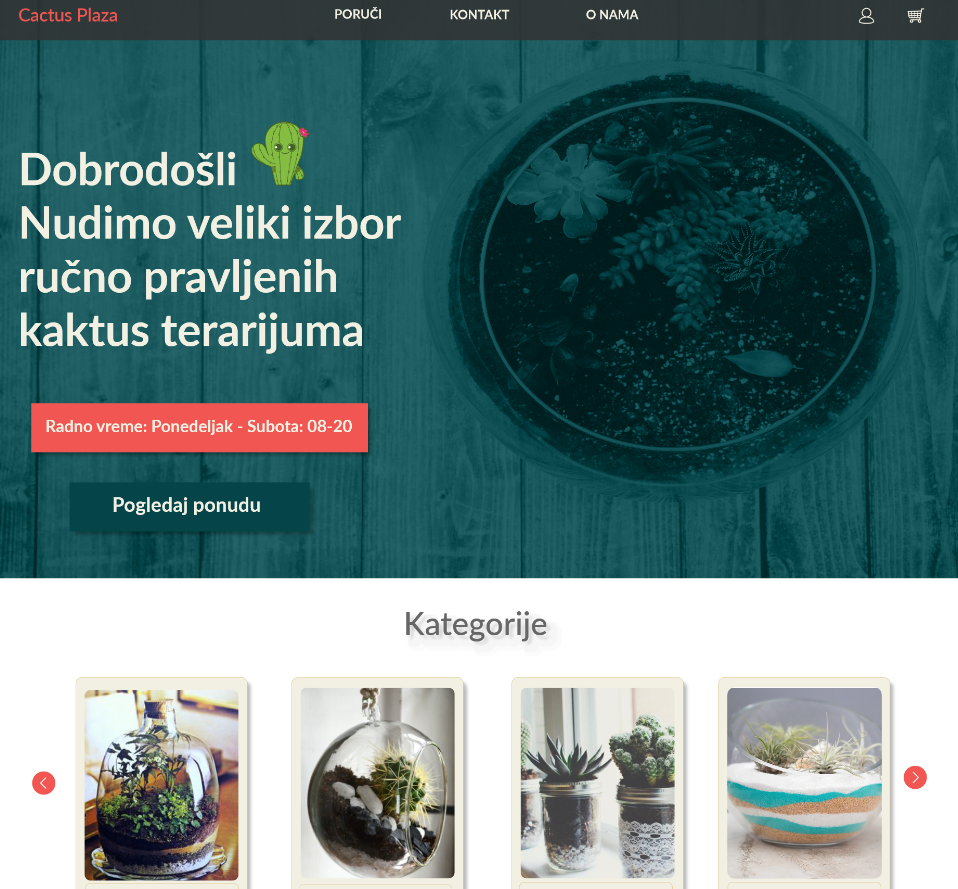 Cactus Plaza
PORUČI
KONTAKT
O NAMA
Dobrodošli
Nudimo veliki izbor
ručno pravljenih
kaktus terarijuma
Radno vreme: Ponedeljak - Subota: 08-20
Pogledaj ponudu
Kategorije